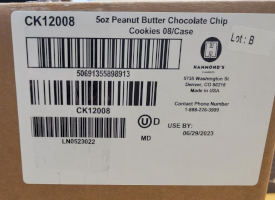 CK12008
5oz Peanut Butter Chocolate Chip
Cookies 08/Case
Lot: B
H
HAMMOND'S
50691355898913
5735 Washington St
Denver, CO 80216
Made in USA
Contact Phone Number
CK12008
U D
MD
USE BY:
06/29/2023
LN0523022